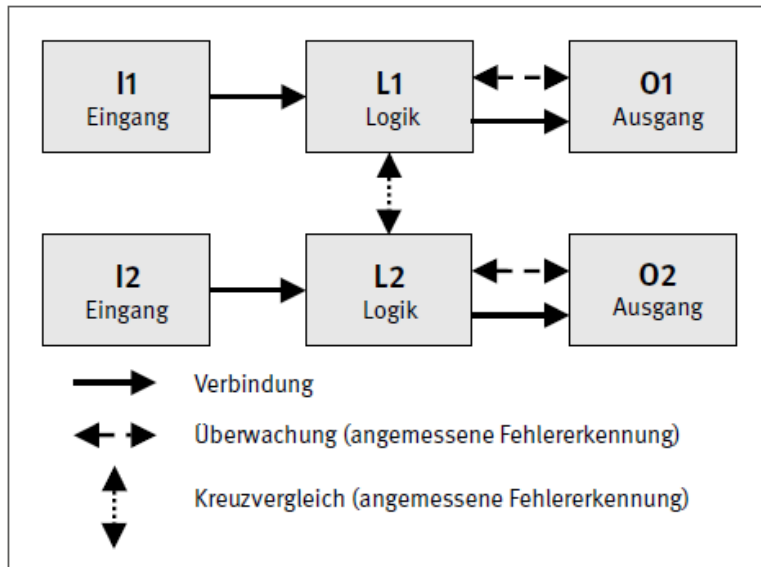 I1
Eingang
L1
Logik
O1
Ausgang
I2
Eingang
L2
Logik
O2
Ausgang
Verbindung
Überwachung (angemessene Fehlererkennung)
Kreuzvergleich (angemessene Fehlererkennung)